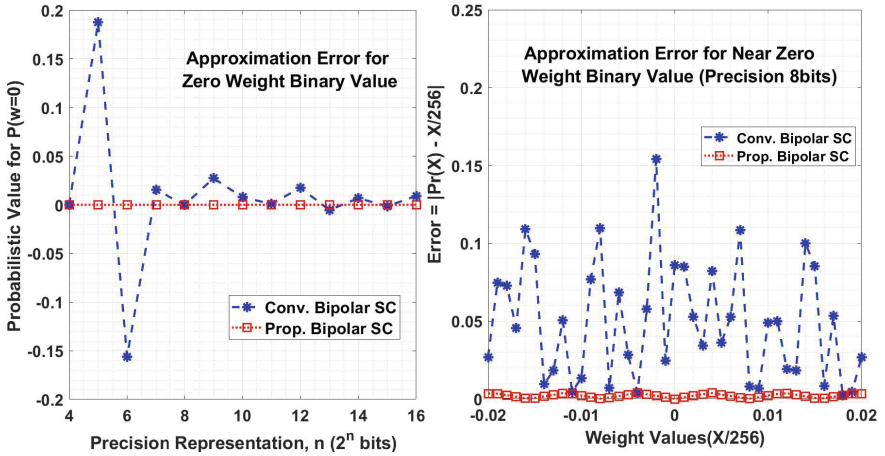 0.2
0.15
0.1
0.05
0
-0.05
-0.1
-0.15
-0.2
4
6
8
10
12
14
16
Probabilistic Value for P(w=0)
Precision Representation, n (2^n bits)
Approximation Error for
Zero Weight Binary Value
Conv. Bipolar SC
Prop. Bipolar SC
0.25
0.2
0.15
0.1
0.05
0
-0.02
-0.01
0
0.01
0.02
Error = |Pr(X) - X/256|
Weight Values(X/256)
Approximation Error for Near Zero
Weight Binary Value (Precision 8bits)
Conv. Bipolar SC
Prop. Bipolar SC